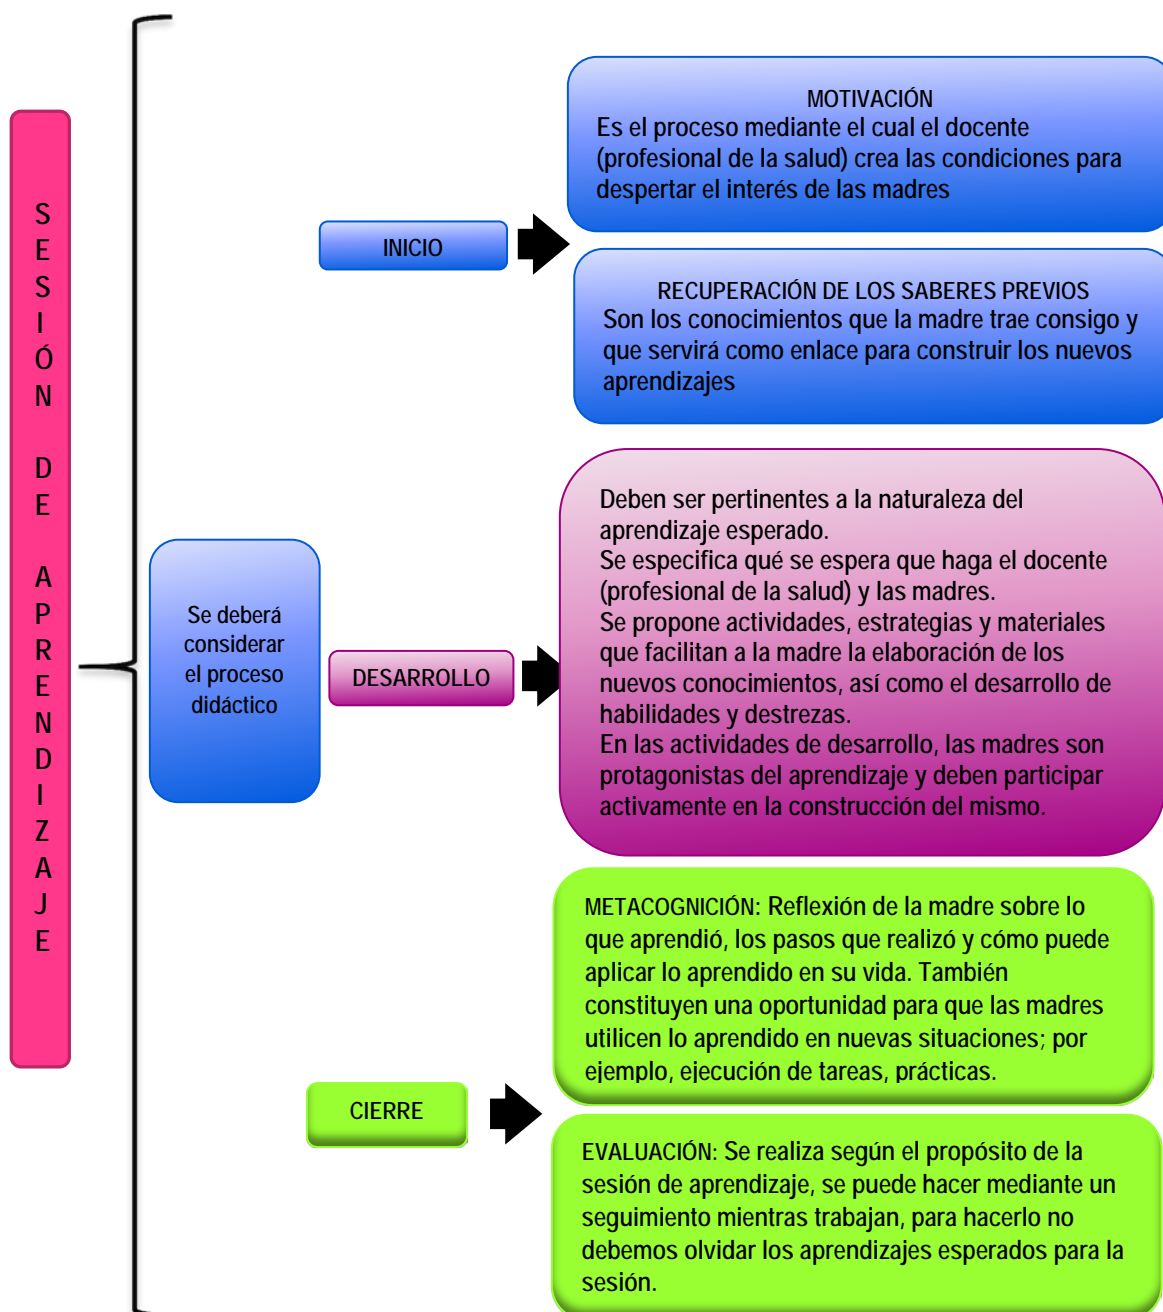 SESIÓN DE APRENDIZAJE
Se deberá
considerar
el proceso
didáctico
INICIO
MOTIVACIÓN
Es el proceso mediante el cual el docente
(profesional de la salud) crea las condiciones para
despertar el interés de las madres
RECUPERACIÓN DE LOS SABERES PREVIOS
Son los conocimientos que la madre trae consigo y
que servirá como enlace para construir los nuevos
aprendizajes
DESARROLLO
Deben ser pertinentes a la naturaleza del
aprendizaje esperado.
Se especifica qué se espera que haga el docente
(profesional de la salud) y las madres.
Se propone actividades, estrategias y materiales
que facilitan a la madre la elaboración de los
nuevos conocimientos, así como el desarrollo de
habilidades y destrezas.
En las actividades de desarrollo, las madres son
protagonistas del aprendizaje y deben participar
activamente en la construcción del mismo.
CIERRE
METACOGNICIÓN: Reflexión de la madre sobre lo
que aprendió, los pasos que realizó y cómo puede
aplicar lo aprendido en su vida. También
constituyen una oportunidad para que las madres
utilicen lo aprendido en nuevas situaciones; por
ejemplo, ejecución de tareas, prácticas.
EVALUACIÓN: Se realiza según el propósito de la
sesión de aprendizaje, se puede hacer mediante un
seguimiento mientras trabajan, para hacerlo no
debemos olvidar los aprendizajes esperados para la
sesión.